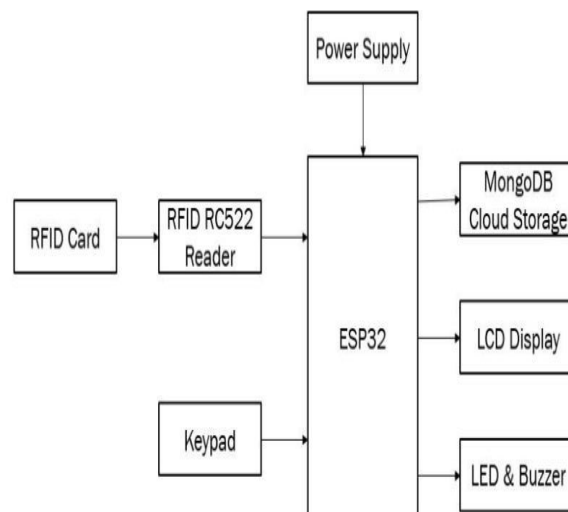 Power Supply
MongoDB
Cloud Storage
RFID Card
RFID RC522
Reader
ESP32
LCD Display
Keypad
LED & Buzzer